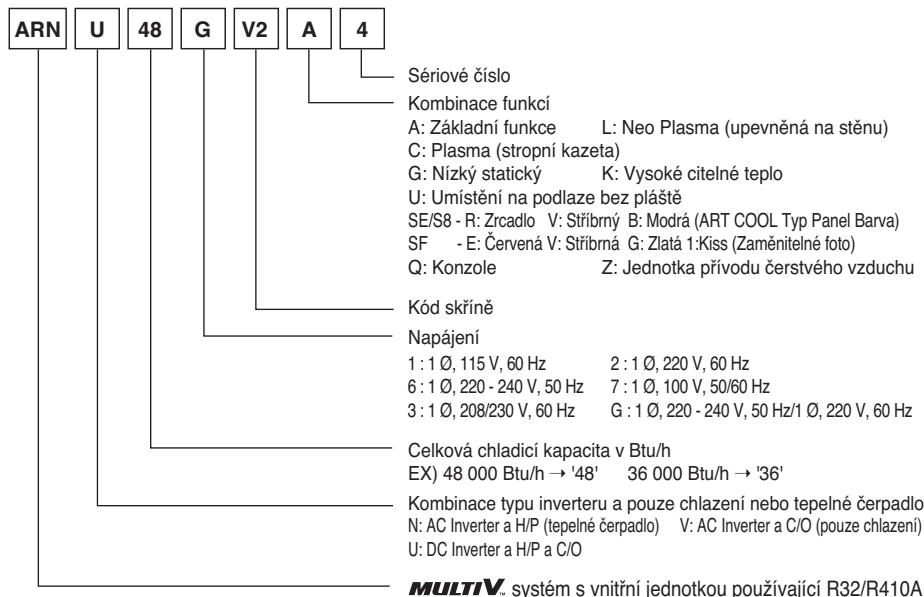 ARN U 48 G V2 A 4
Sériové číslo
Kombinace funkcí
A: Základní funkce L: Neo Plasma (upevněná na stěnu)
C: Plasma (stropní kazeta)
G: Nízký statický K: Vysoké citelné teplo
U: Umístění na podlaze bez pláště
SE/S8 - R: Zrcadlo V: Stříbrný B: Modrá (ART COOL Typ Panel Barva)
SF - E: Červená V: Stříbrná G: Zlatá 1:Kiss (Zaměnitelné foto)
Q: Konzole Z: Jednotka přívodu čerstvého vzduchu
Kód skříně
Napájení
1 : 1 Ø, 115 V, 60 Hz 2 : 1 Ø, 220 V, 60 Hz
6 : 1 Ø, 220 - 240 V, 50 Hz 7 : 1 Ø, 100 V, 50/60 Hz
3 : 1 Ø, 208/230 V, 60 Hz G : 1 Ø, 220 - 240 V, 50 Hz/1 Ø, 220 V, 60 Hz
Celková chladicí kapacita v Btu/h
EX) 48 000 Btu/h → '48' 36 000 Btu/h → '36'
Kombinace typu inverteru a pouze chlazení nebo tepelné čerpadlo
N: AC Inverter a H/P (tepelné čerpadlo) V: AC Inverter a C/O (pouze chlazení)
U: DC Inverter a H/P a C/O
MULTI V™ systém s vnitřní jednotkou používající R32/R410A